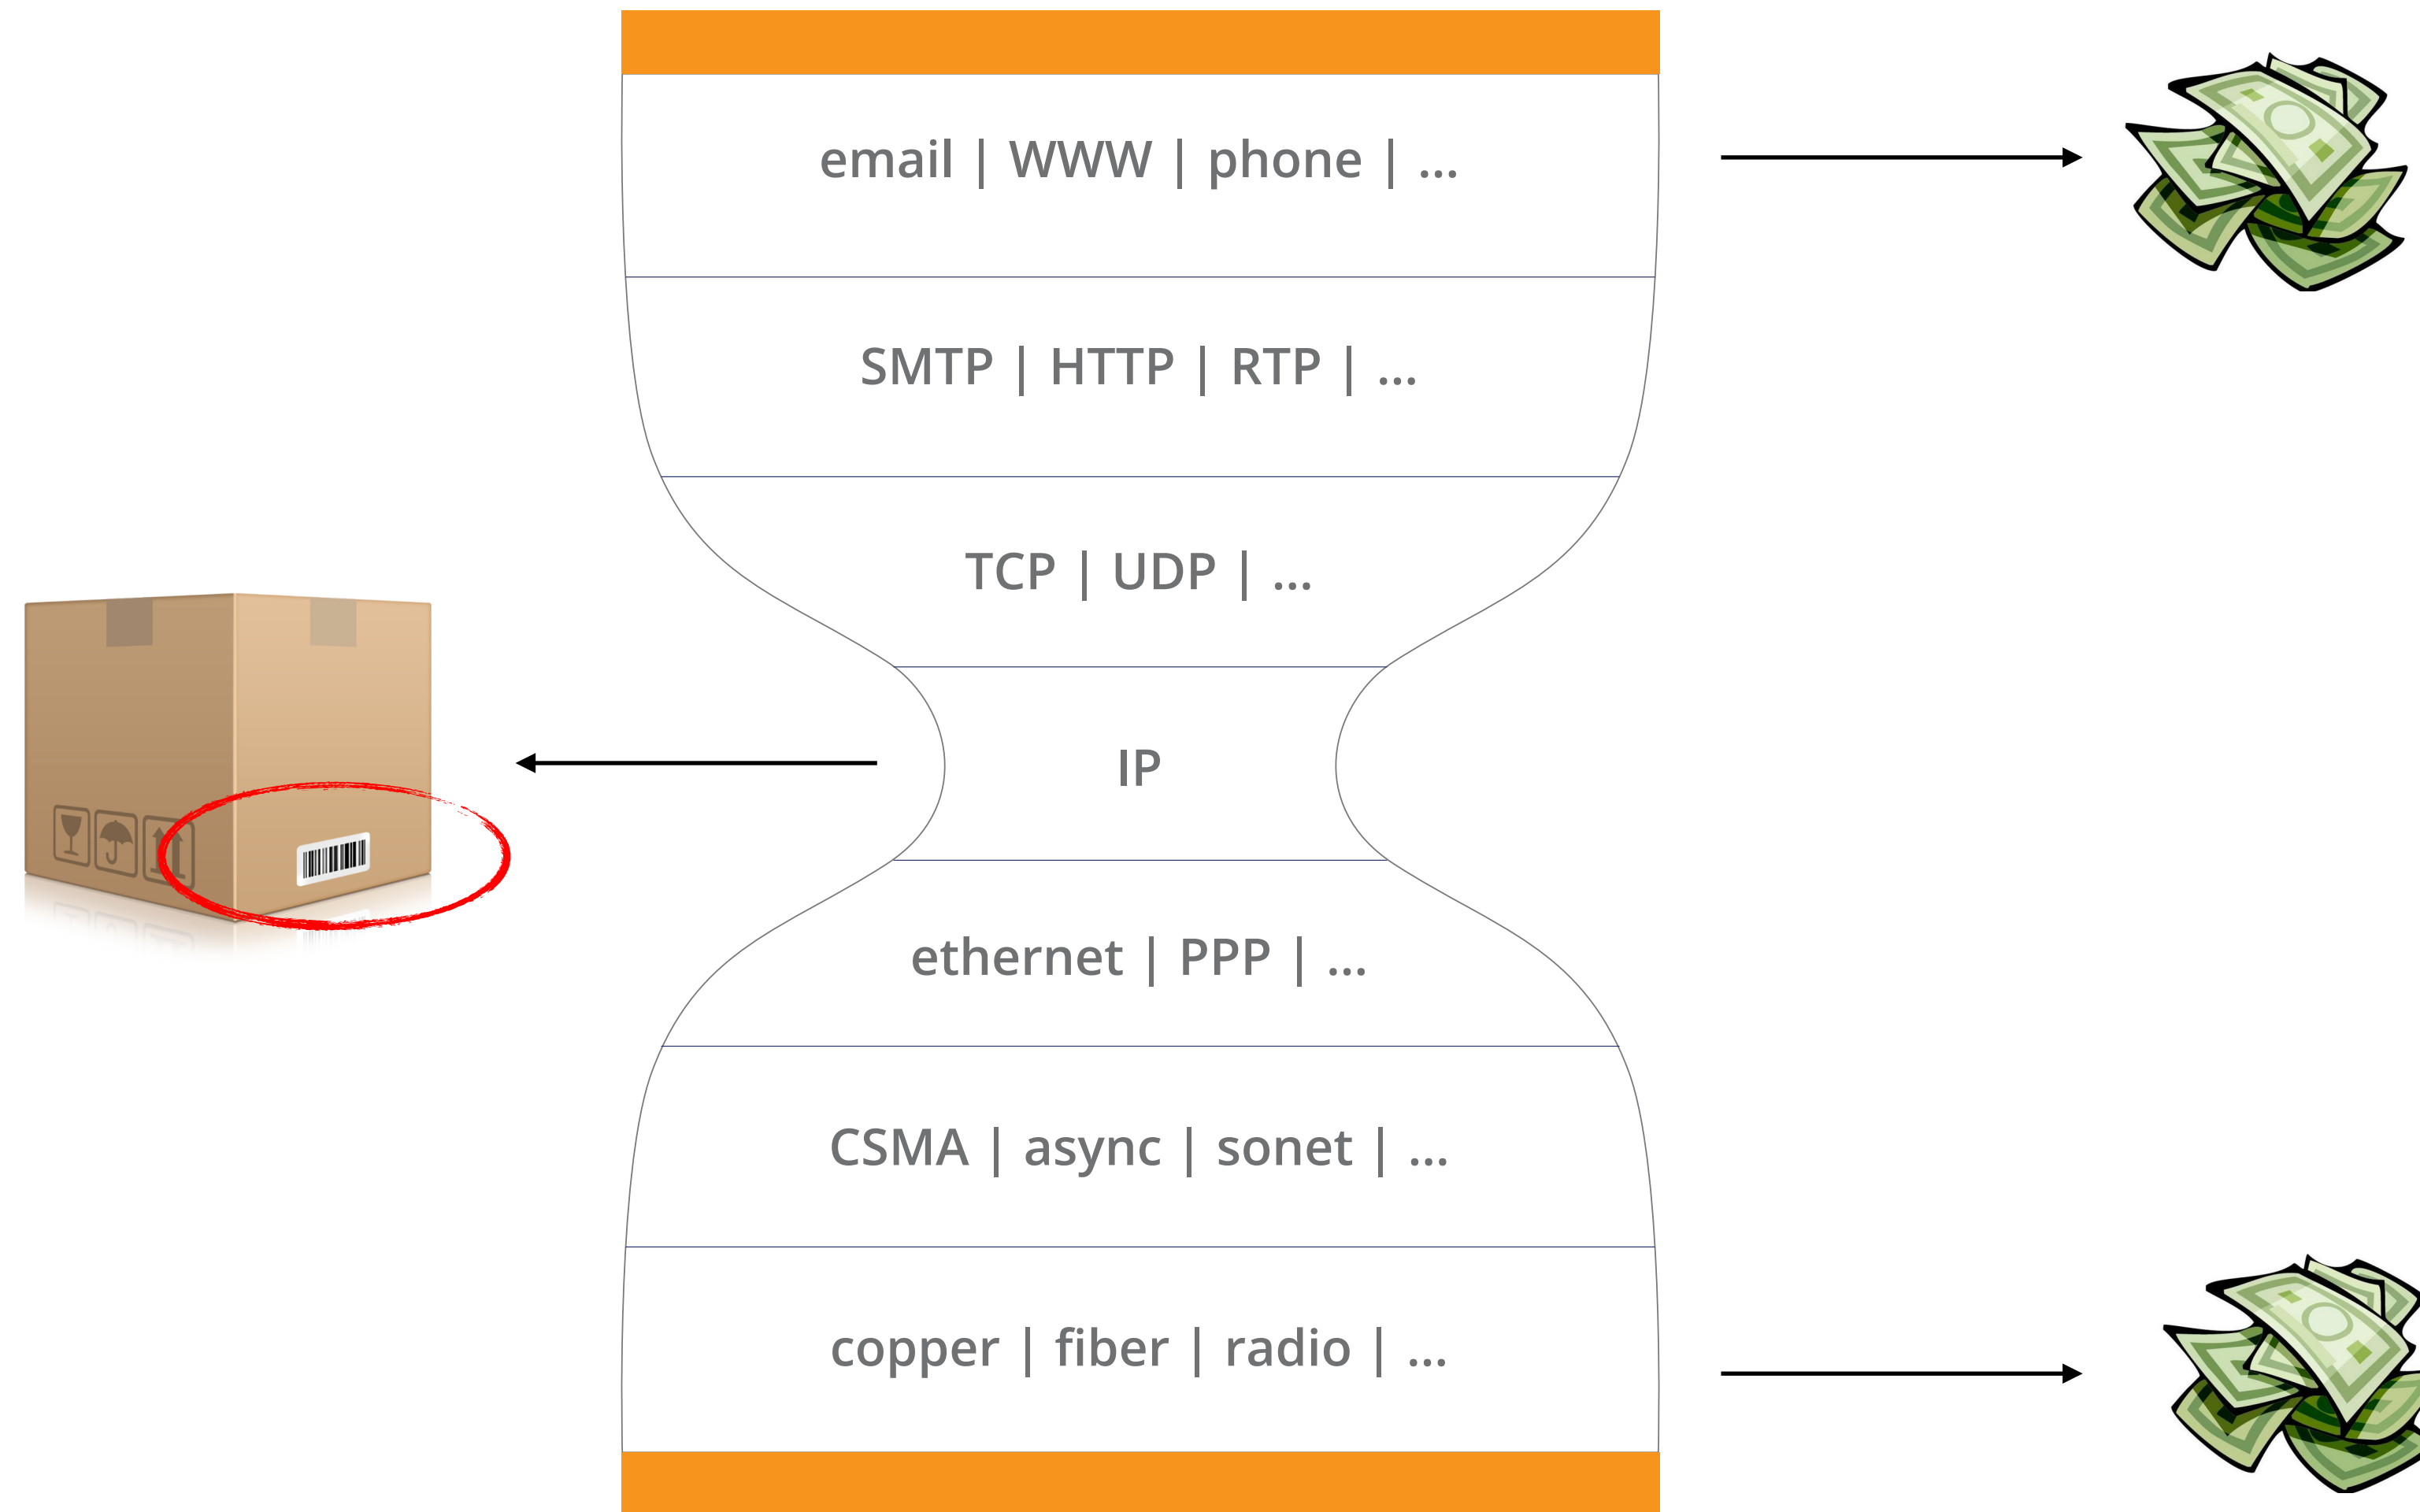 email | WWW | phone | ...
SMTP | HTTP | RTP | ...
TCP | UDP | ...
IP
ethernet | PPP | ...
CSMA | async | sonet | ...
copper | fiber | radio | ...